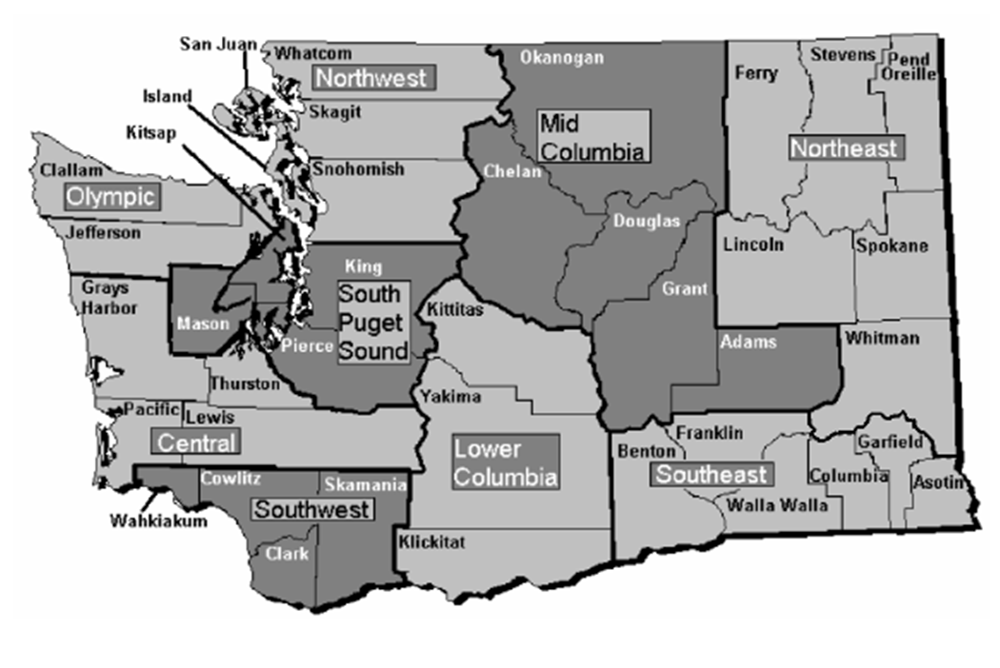 San Juan
Whatcom
Northwest
Okanogan
Ferry
Stevens
Pend
Oreille
Island
Skagit
Mid
Columbia
Kitsap
Northeast
Clallam
Snohomish
Chelan
Olympic
Jefferson
Douglas
Lincoln
Spokane
King
Grays
Harbor
South
Puget
Sound
Grant
Kittitas
Mason
Pierce
Adams
Whitman
Thurston
Yakima
Pacific
Lewis
Central
Franklin
Benton
Garfield
Lower
Columbia
Southeast
Columbia
Asotin
Cowlitz
Skamania
Southwest
Walla Walla
Wahkiakum
Klickitat
Clark